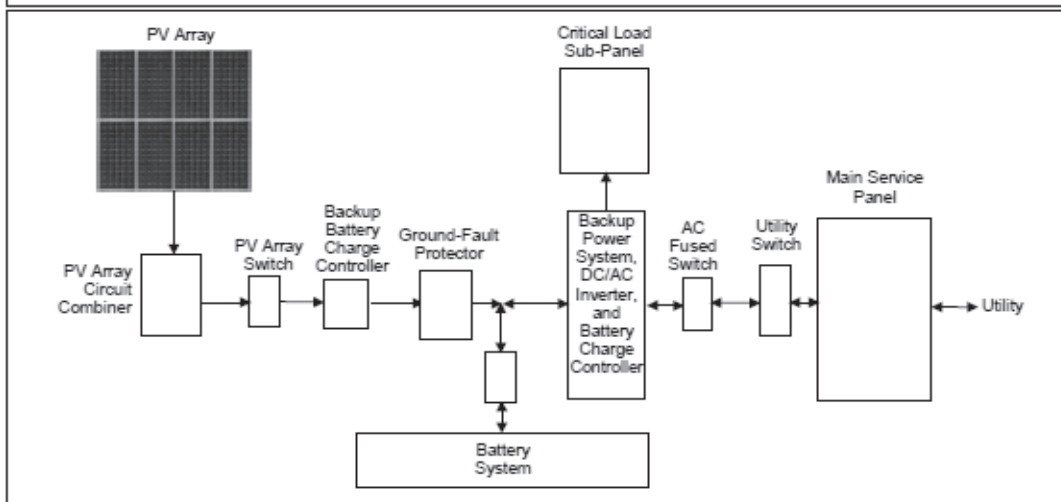 PV Array
Critical Load
Sub-Panel
Main Service
Panel
Backup
Battery
Charge
Controller
Ground-Fault
Protector
PV Array
Switch
PV Array
Circuit
Combiner
Backup
Power
System,
DC/AC
Inverter,
and
Battery
Charge
Controller
AC
Fused
Switch
Utility
Switch
Utility
Battery
System